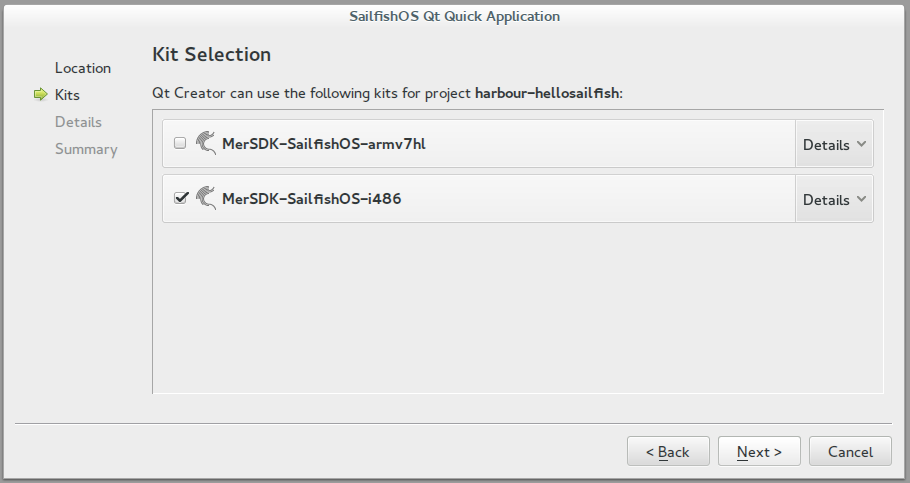 SailfishOS Qt Quick Application
Location
Kits
Details
Summary
Kit Selection
Qt Creator can use the following kits for project harbour-hellosailfish:
MerSDK-SailfishOS-armv7hl
Details
MerSDK-SailfishOS-i486
Details
< Back
Next >
Cancel